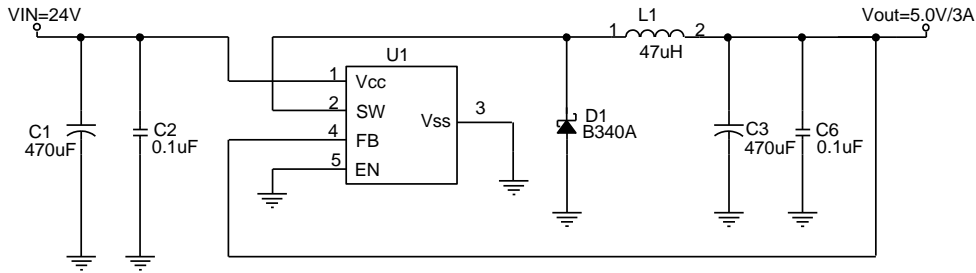 VIN=24V
Vout=5.0V/3A
L1
1
2
47uH
U1
1
Vcc
2
SW
4
FB
5
EN
Vss
3
C1
470uF
C2
0.1uF
D1
B340A
C3
470uF
C6
0.1uF